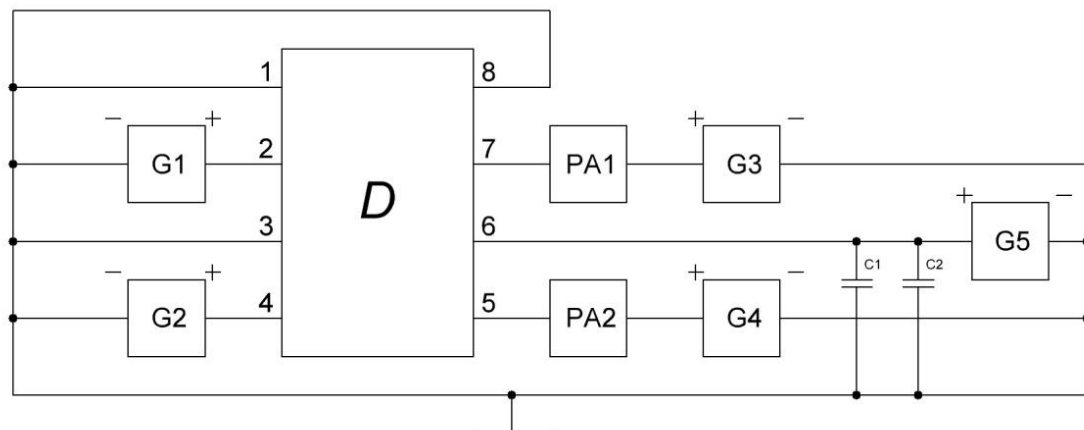 1 8
- + + -
G1 2 7 PA1 G3
D + -
3 6 G5
C1 C2
- + + -
G2 4 5 PA2 G4